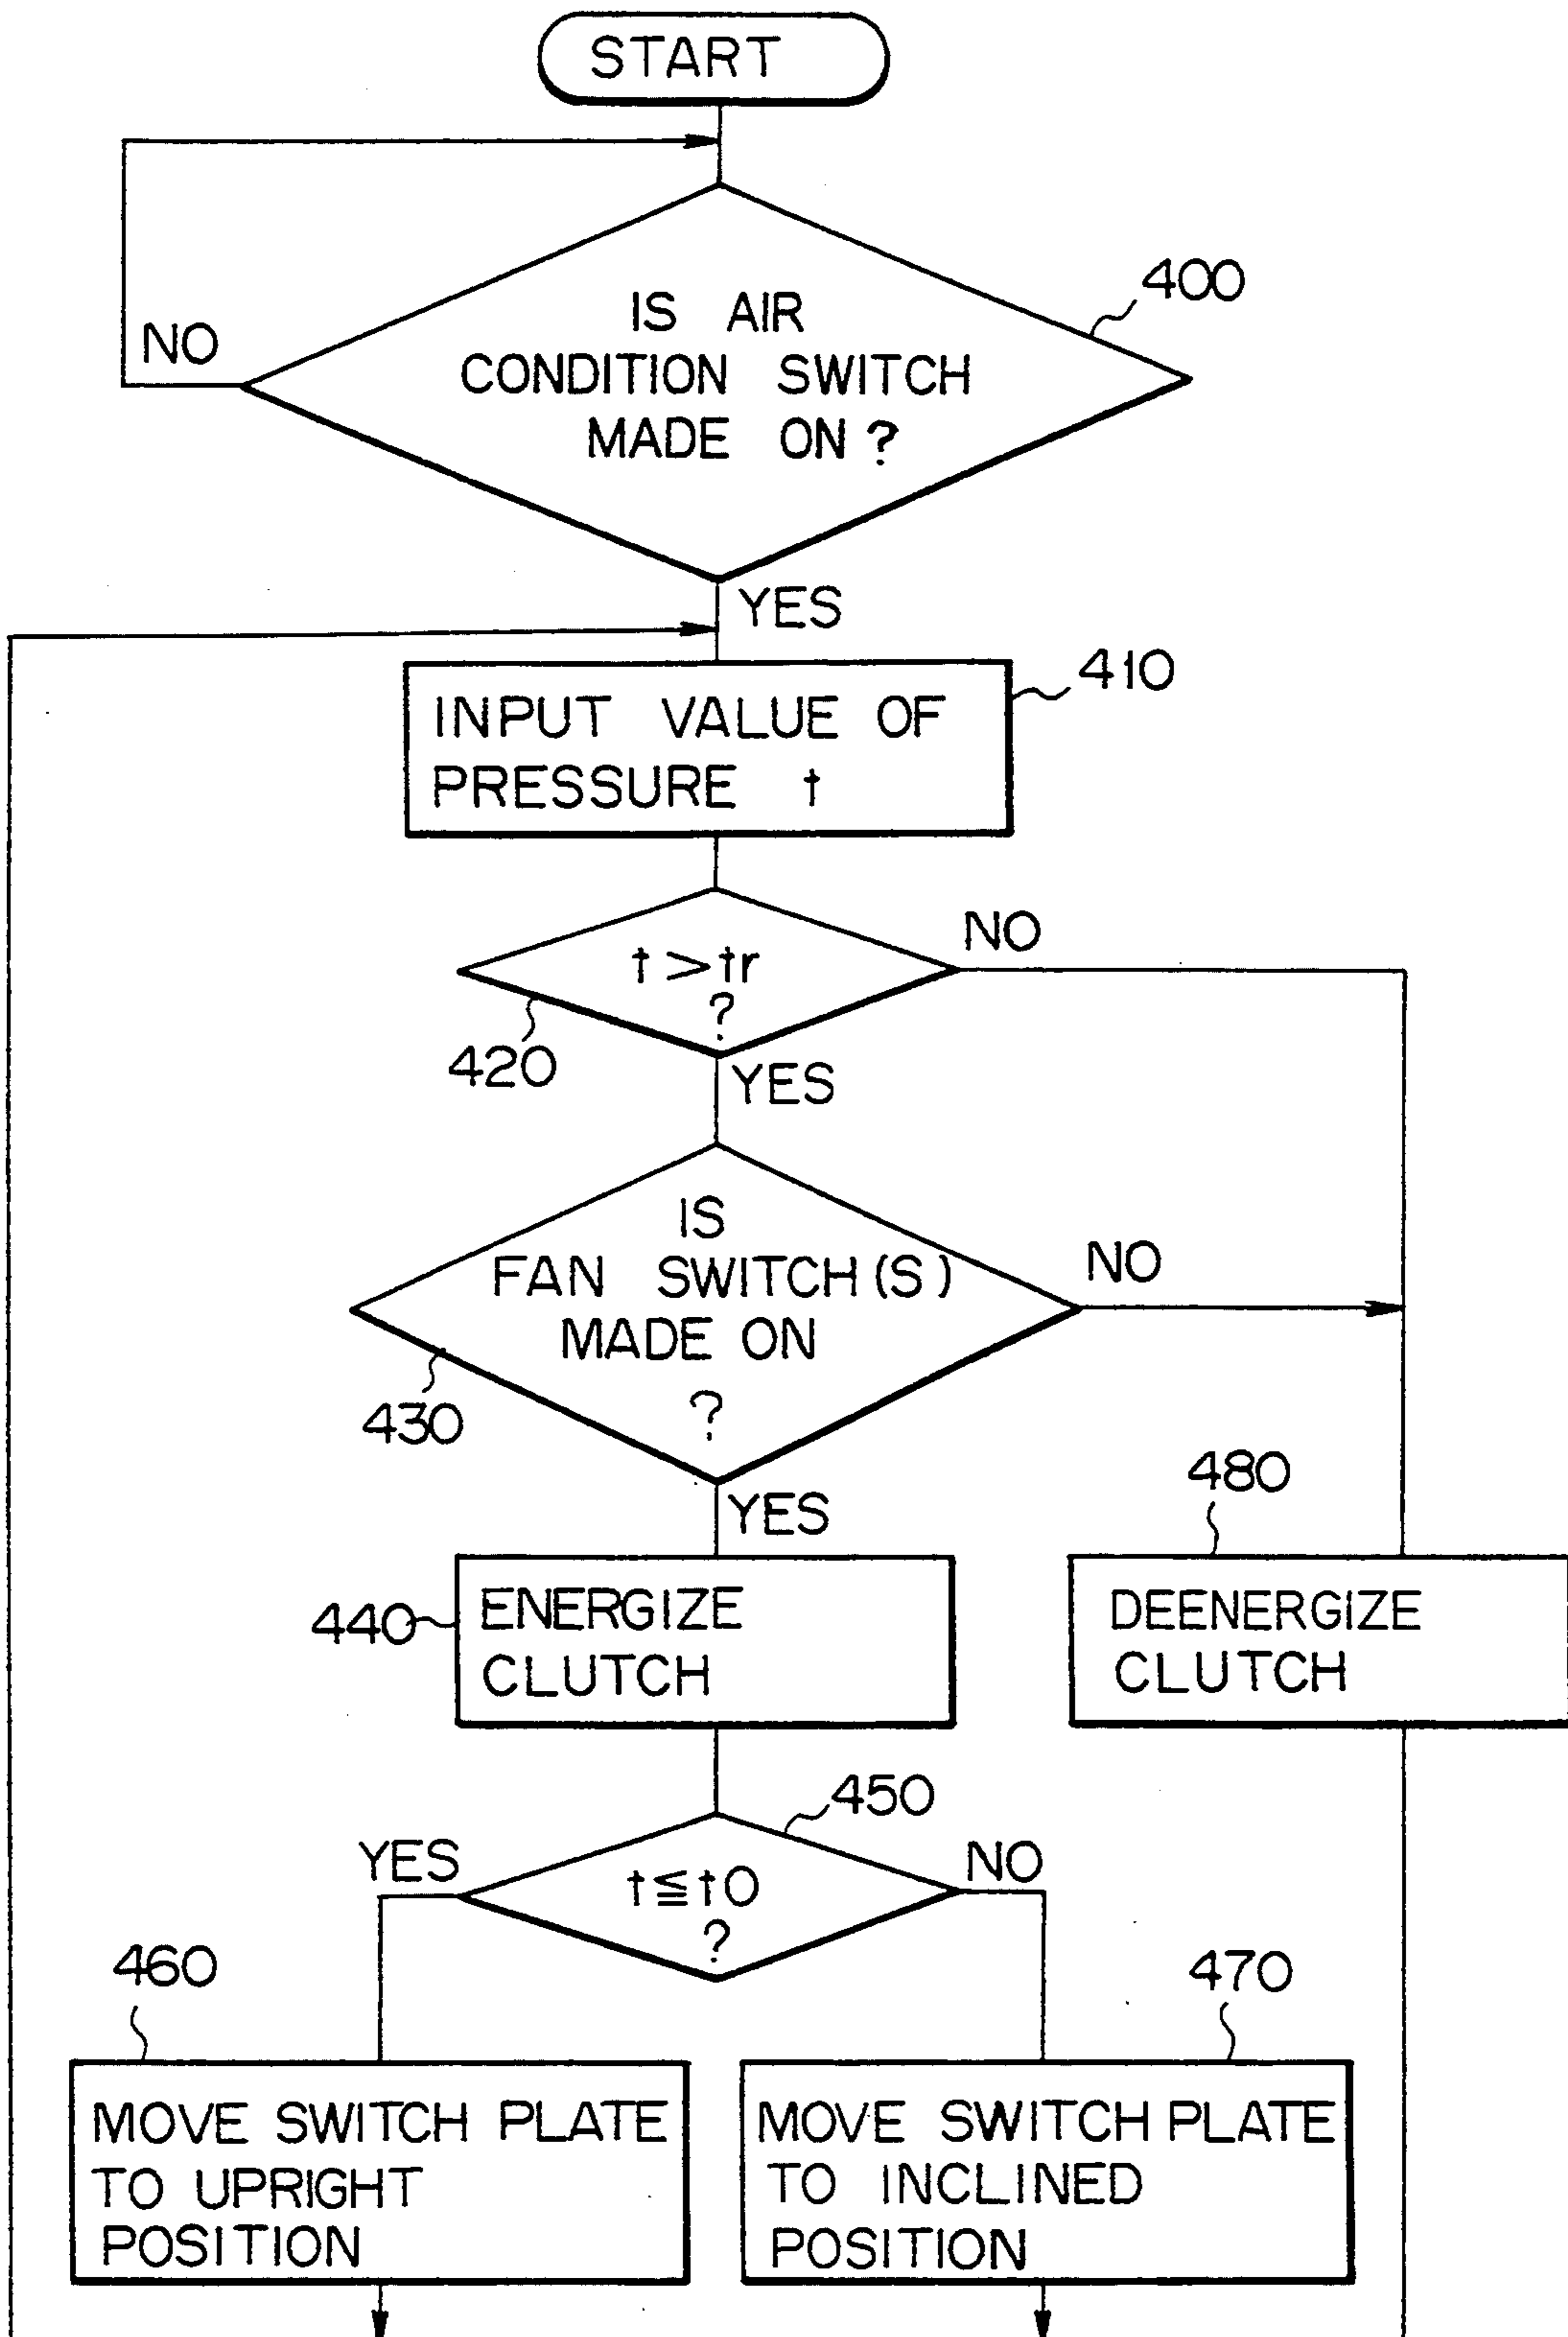 START
400
IS AIR
CONDITION SWITCH
MADE ON ?
NO
YES
410
INPUT VALUE OF
PRESSURE t
NO
t > tr
?
420
YES
IS
FAN SWITCH (S)
MADE ON
?
NO
430
YES
480
440
ENERGIZE
CLUTCH
DEENERGIZE
CLUTCH
450
YES
NO
t ≦ t0
?
460
470
MOVE SWITCH PLATE
TO UPRIGHT
POSITION
MOVE SWITCH PLATE
TO INCLINED
POSITION